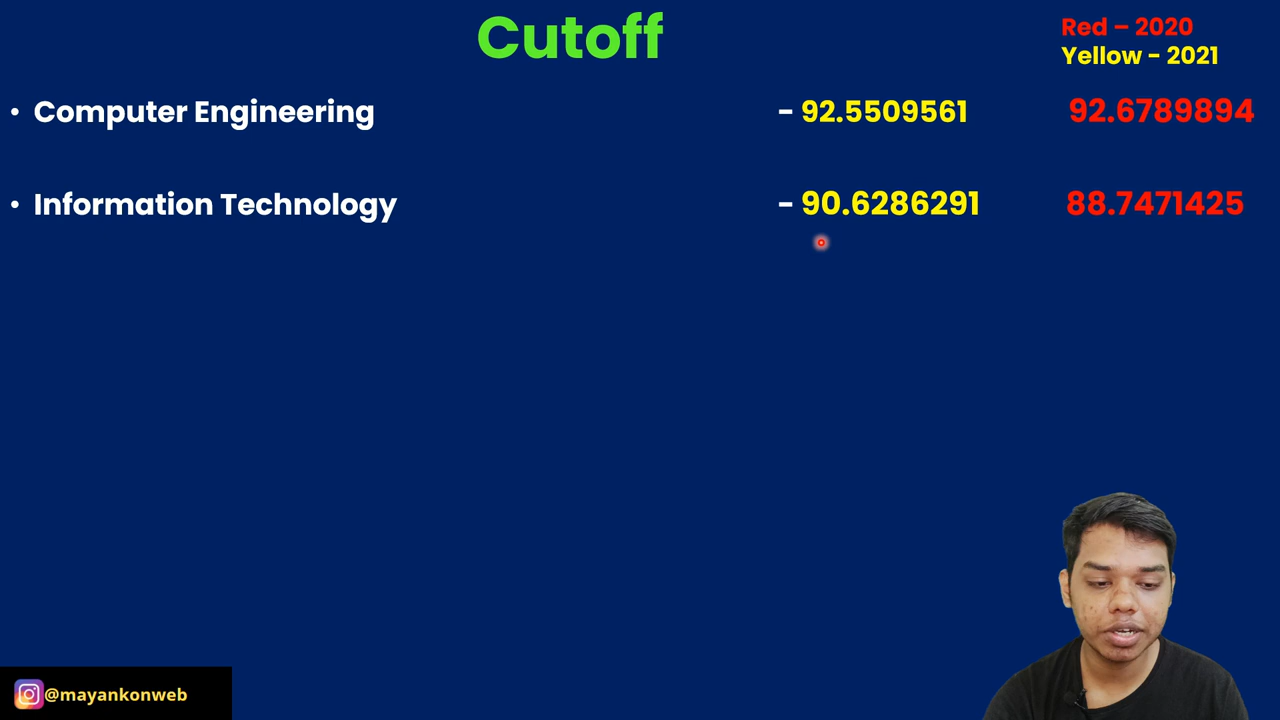 Cutoff
Red – 2020
Yellow - 2021
• Computer Engineering - 92.5509561 92.6789894
• Information Technology - 90.6286291 88.7471425
@mayankonweb